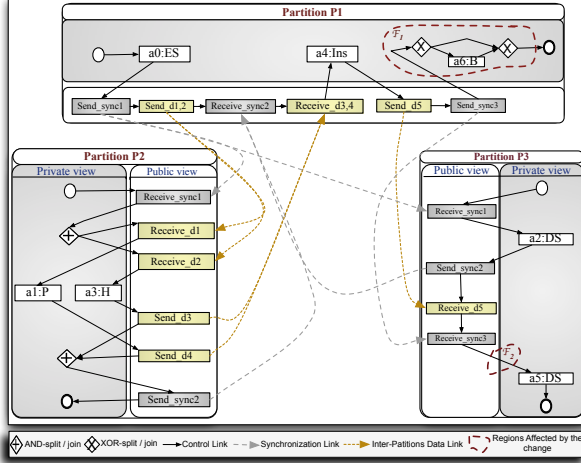 Partition P1
a0:ES
a4:Ins
F1
a6:B
Send_sync1
Send_d1,2
Receive_sync2
Receive_d3,4
Send_d5
Send_sync3
Partition P2
Private view
Public view
Receive_sync1
Receive_d1
Receive_d2
a1:P
a3:H
Send_d3
Send_d4
Send_sync2
Partition P3
Public view
Private view
Receive_sync1
a2:DS
Send_sync2
Receive_d5
Receive_sync3
F2
a5:DS
AND-split / join
XOR-split / join
Control Link
Synchronization Link
Inter-Patitions Data Link
Regions Affected by the
change